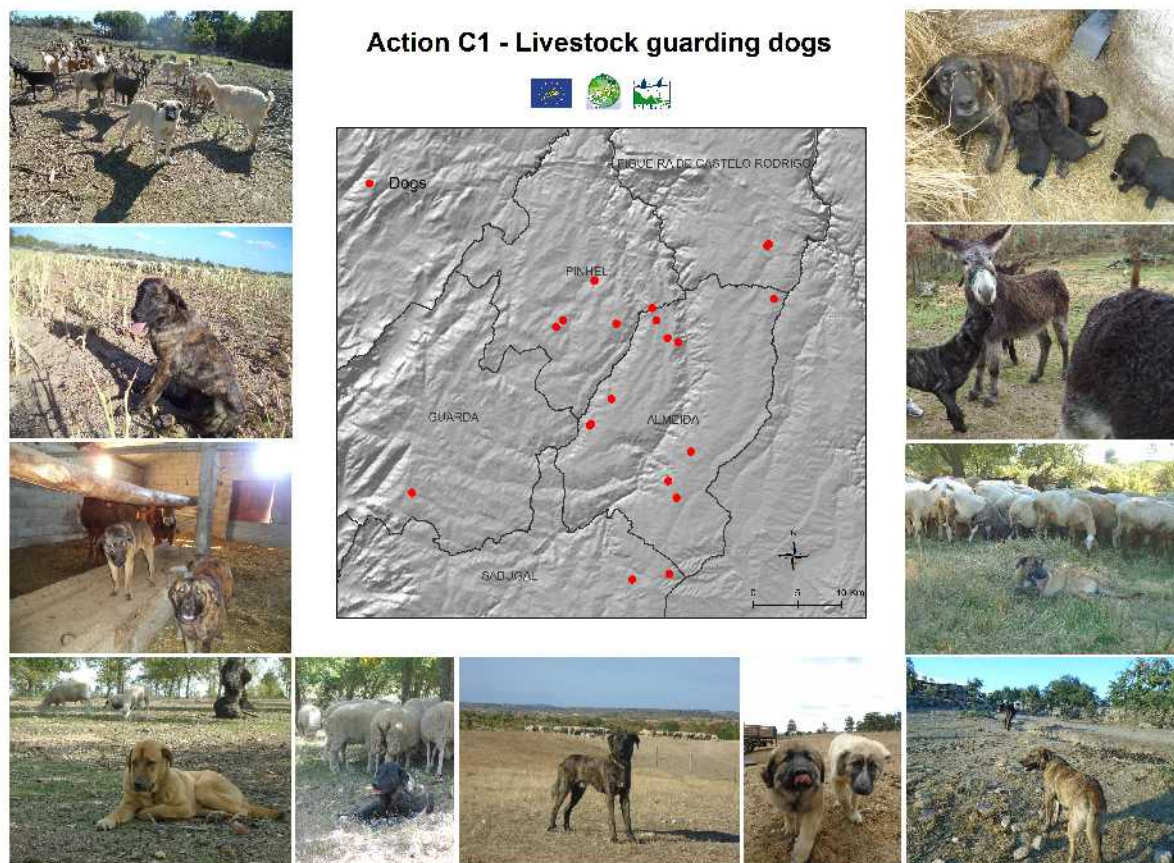 Action C1 - Livestock guarding dogs
FIGUEIRA DE CASTELO RODRIGO
Dogs
PINHEL
GUARDA
ALMEIDA
SABUGAL
N
0 5 10 Km